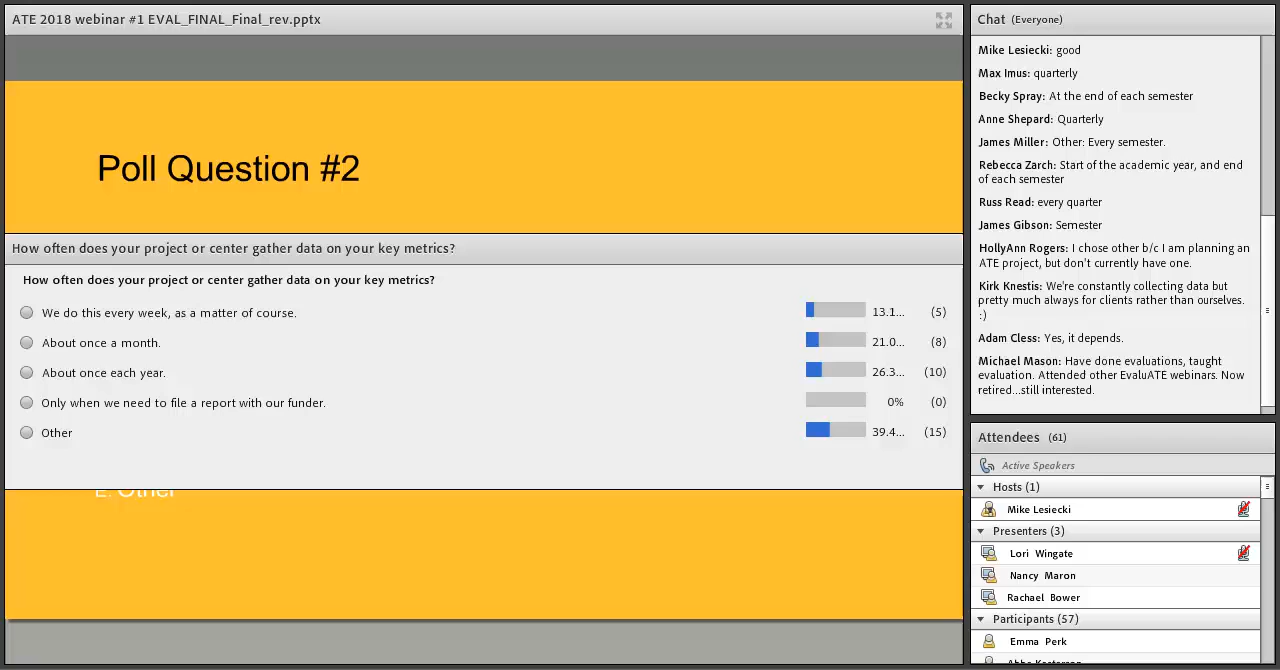 ATE 2018 webinar #1 EVAL_FINAL_Final_rev.pptx
Poll Question #2
How often does your project or center gather data on your key metrics?
How often does your project or center gather data on your key metrics?
We do this every week, as a matter of course. 13.1... (5)
About once a month. 21.0... (8)
About once each year. 26.3... (10)
Only when we need to file a report with our funder. 0% (0)
Other 39.4... (15)
E. Other
Chat (Everyone)
Mike Lesiecki: good
Max Imus: quarterly
Becky Spray: At the end of each semester
Anne Shepard: Quarterly
James Miller: Other: Every semester.
Rebecca Zarch: Start of the academic year, and end
of each semester
Russ Read: every quarter
James Gibson: Semester
HollyAnn Rogers: I chose other b/c I am planning an
ATE project, but don't currently have one.
Kirk Knestis: We're constantly collecting data but
pretty much always for clients rather than ourselves.
:)
Adam Cless: Yes, it depends.
Michael Mason: Have done evaluations, taught
evaluation. Attended other EvaluATE webinars. Now
retired...still interested.
Attendees (61)
Active Speakers
Hosts (1)
Mike Lesiecki
Presenters (3)
Lori Wingate
Nancy Maron
Rachael Bower
Participants (57)
Emma Perk